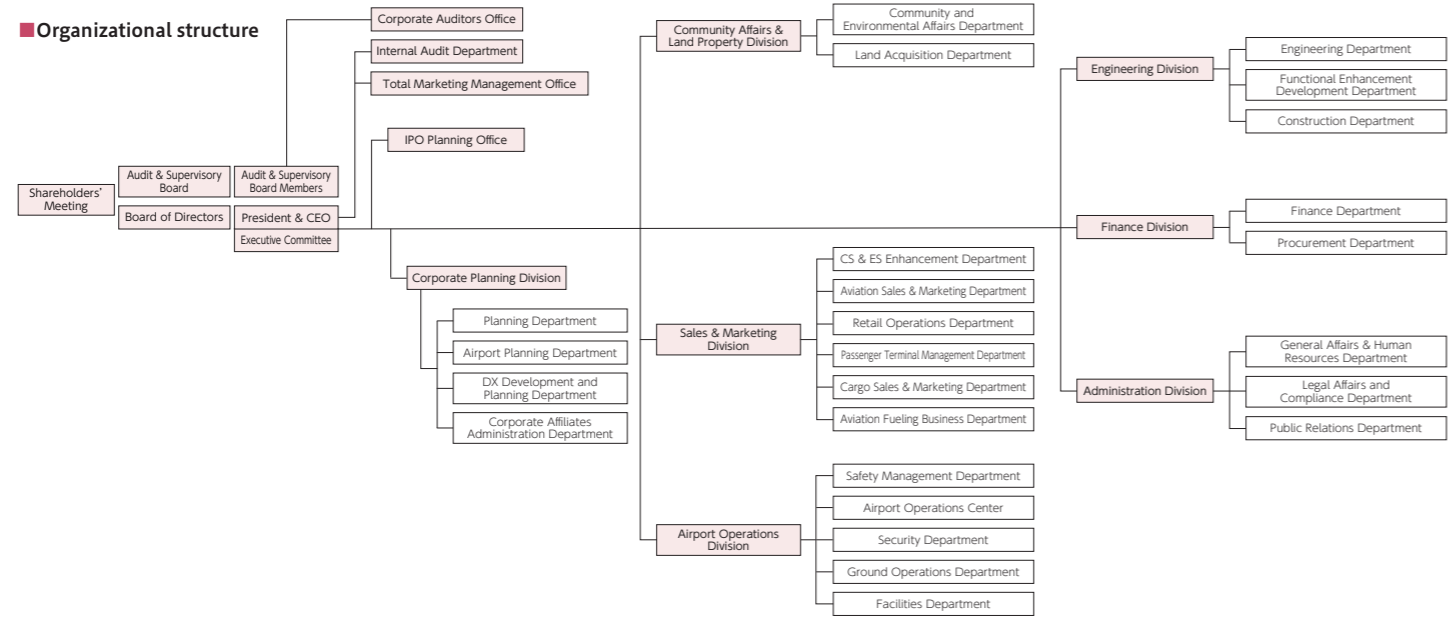 Organizational structure
Corporate Auditors Office
Internal Audit Department
Total Marketing Management Office
IPO Planning Office
Shareholders'
Meeting
Audit & Supervisory
Board
Audit & Supervisory
Board Members
Board of Directors
President & CEO
Executive Committee
Corporate Planning Division
Planning Department
Airport Planning Department
DX Development and
Planning Department
Corporate Affiliates
Administration Department
Community Affairs &
Land Property Division
Community and
Environmental Affairs Department
Land Acquisition Department
Sales & Marketing
Division
CS & ES Enhancement Department
Aviation Sales & Marketing Department
Retail Operations Department
Passenger Terminal Management Department
Cargo Sales & Marketing Department
Aviation Fueling Business Department
Airport Operations
Division
Safety Management Department
Airport Operations Center
Security Department
Ground Operations Department
Facilities Department
Engineering Division
Engineering Department
Functional Enhancement
Development Department
Construction Department
Finance Division
Finance Department
Procurement Department
Administration Division
General Affairs & Human
Resources Department
Legal Affairs and
Compliance Department
Public Relations Department